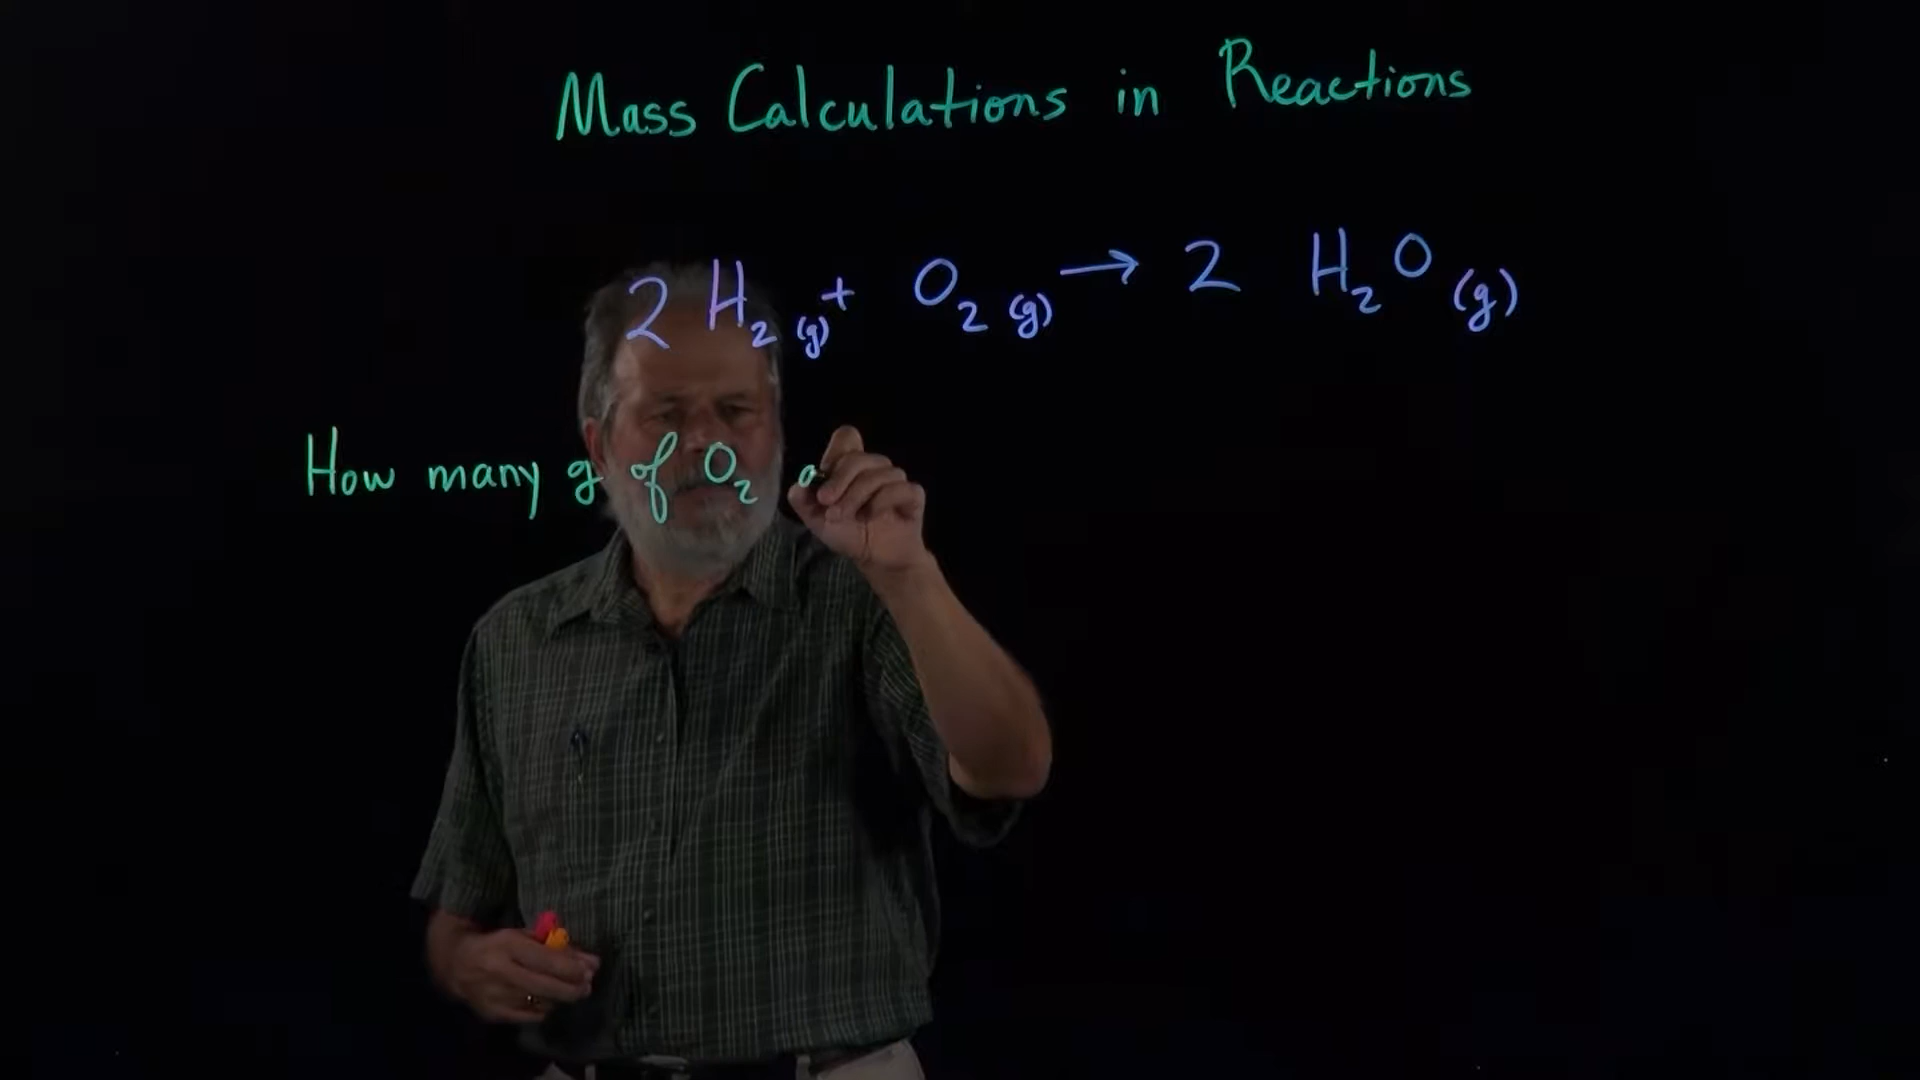 Mass Calculations in Reactions
2 H₂ (g) + O₂ (g) → 2 H₂O (g)
How many g of O₂